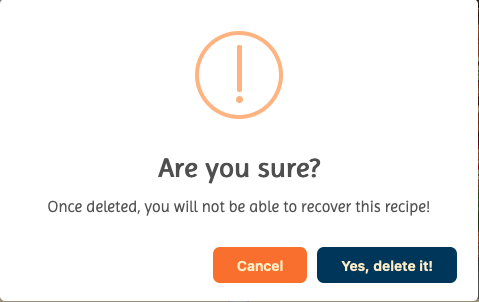 Are you sure?
Once deleted, you will not be able to recover this recipe!
Cancel
Yes, delete it!